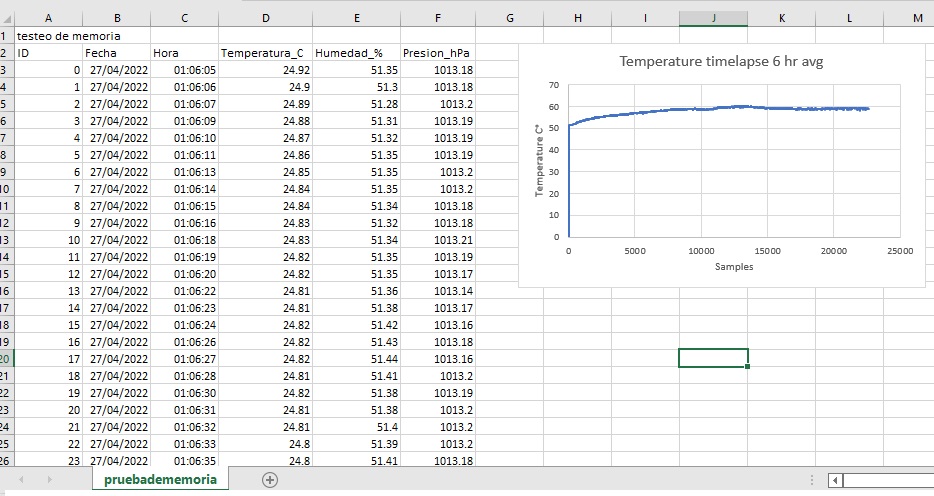 A B C D E F G H I J K L M
1 testeo de memoria
2 ID Fecha Hora Temperatura_C Humedad_% Presion_hPa
3 0 27/04/2022 01:06:05 24.92 51.35 1013.18
4 1 27/04/2022 01:06:06 24.9 51.3 1013.18
5 2 27/04/2022 01:06:07 24.89 51.28 1013.2
6 3 27/04/2022 01:06:09 24.88 51.31 1013.19
7 4 27/04/2022 01:06:10 24.87 51.32 1013.19
8 5 27/04/2022 01:06:11 24.86 51.35 1013.19
9 6 27/04/2022 01:06:13 24.85 51.35 1013.2
10 7 27/04/2022 01:06:14 24.84 51.35 1013.2
11 8 27/04/2022 01:06:15 24.84 51.34 1013.18
12 9 27/04/2022 01:06:16 24.83 51.32 1013.18
13 10 27/04/2022 01:06:18 24.83 51.34 1013.21
14 11 27/04/2022 01:06:19 24.82 51.35 1013.19
15 12 27/04/2022 01:06:20 24.82 51.35 1013.17
16 13 27/04/2022 01:06:22 24.81 51.36 1013.14
17 14 27/04/2022 01:06:23 24.81 51.38 1013.17
18 15 27/04/2022 01:06:24 24.82 51.42 1013.16
19 16 27/04/2022 01:06:26 24.82 51.43 1013.18
20 17 27/04/2022 01:06:27 24.82 51.44 1013.16
21 18 27/04/2022 01:06:28 24.81 51.41 1013.2
22 19 27/04/2022 01:06:30 24.82 51.38 1013.19
23 20 27/04/2022 01:06:31 24.81 51.38 1013.2
24 21 27/04/2022 01:06:32 24.81 51.4 1013.2
25 22 27/04/2022 01:06:33 24.8 51.39 1013.2
26 23 27/04/2022 01:06:35 24.8 51.41 1013.18
Temperature timelapse 6 hr avg
Temperature C°
70
60
50
40
30
20
10
0
0 5000 10000 15000 20000 25000
Samples
pruebadememoria